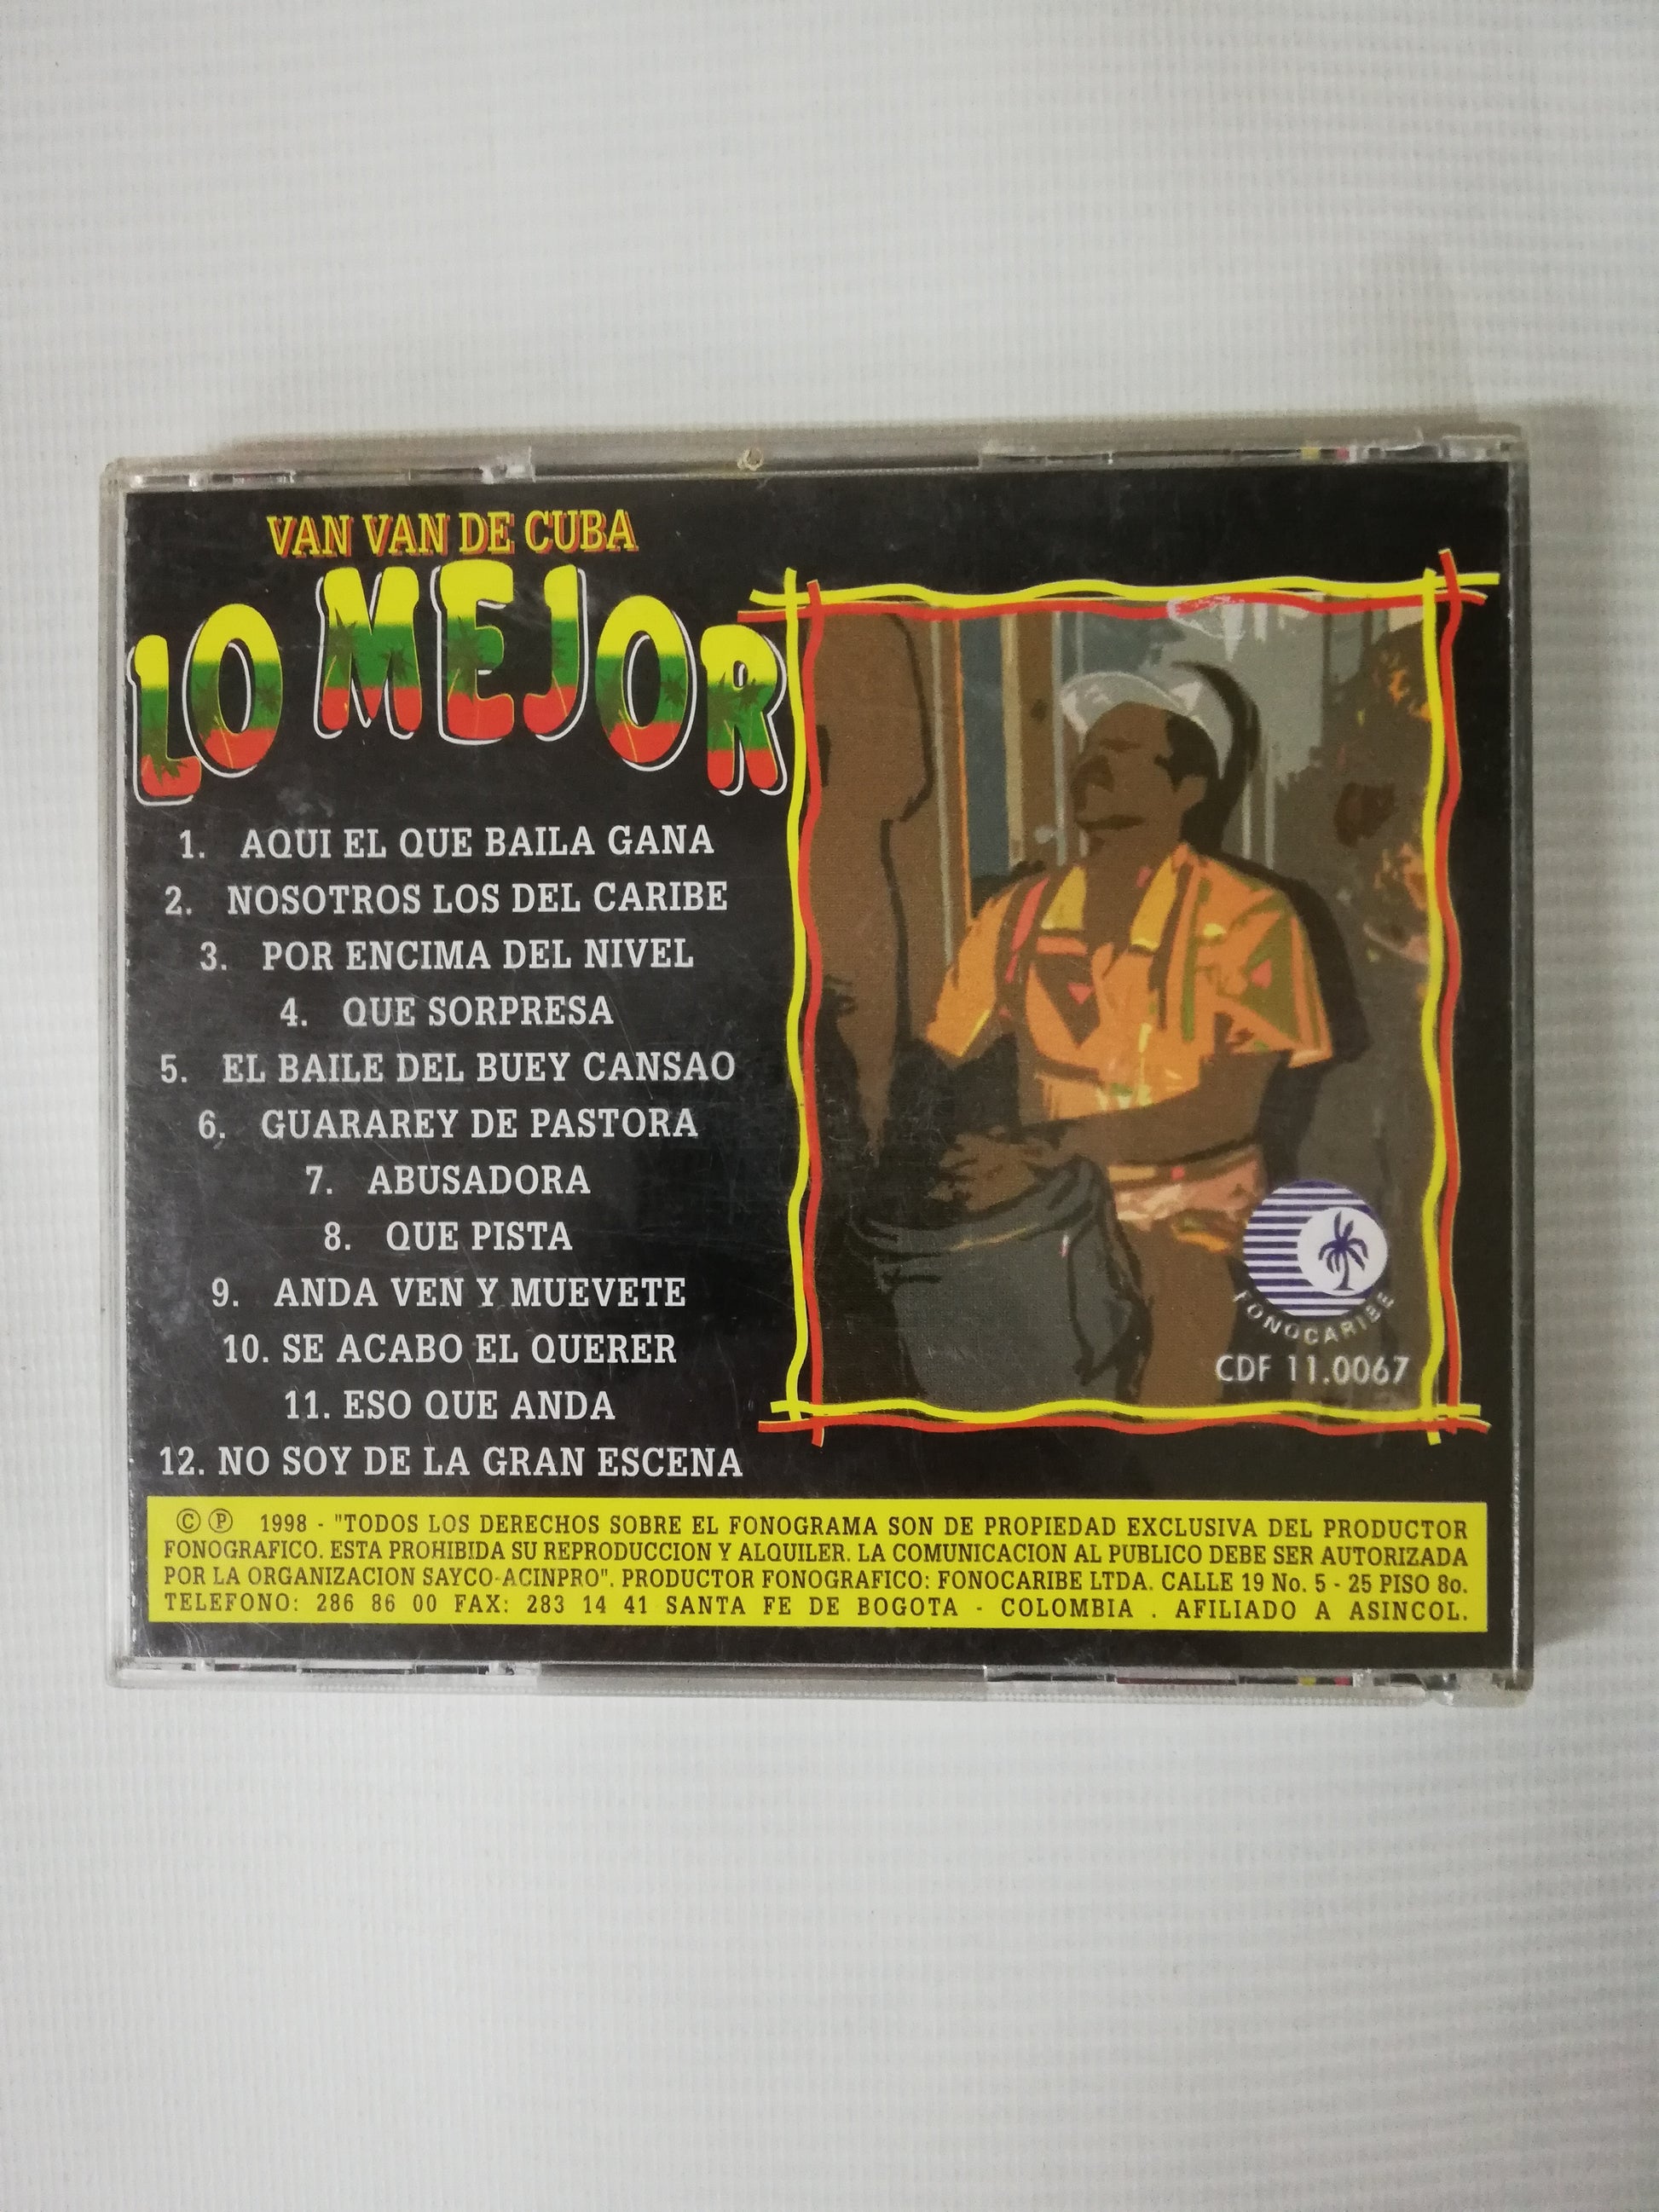 VAN VAN DE CUBA
LO MEJOR
1. AQUI EL QUE BAILA GANA
2. NOSOTROS LOS DEL CARIBE
3. POR ENCIMA DEL NIVEL
4. QUE SORPRESA
5. EL BAILE DEL BUEY CANSAO
6. GUARAREY DE PASTORA
7. ABUSADORA
8. QUE PISTA
9. ANDA VEN Y MUEVETE
10. SE ACABO EL QUERER
11. ESO QUE ANDA
12. NO SOY DE LA GRAN ESCENA
FONOCARIBE
CDF 11.0067
© ℗ 1998 - "TODOS LOS DERECHOS SOBRE EL FONOGRAMA SON DE PROPIEDAD EXCLUSIVA DEL PRODUCTOR
FONOGRAFICO. ESTA PROHIBIDA SU REPRODUCCION Y ALQUILER. LA COMUNICACION AL PUBLICO DEBE SER AUTORIZADA
POR LA ORGANIZACION SAYCO-ACINPRO". PRODUCTOR FONOGRAFICO: FONOCARIBE LTDA. CALLE 19 No. 5 - 25 PISO 8o.
TELEFONO: 286 86 00 FAX: 283 14 41 SANTA FE DE BOGOTA - COLOMBIA . AFILIADO A ASINCOL.